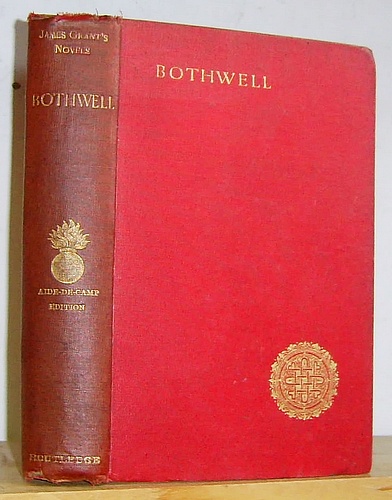 JAMES GRANT'S
NOVELS
BOTHWELL
AIDE-DE-CAMP
EDITION
ROUTLEDGE
BOTHWELL